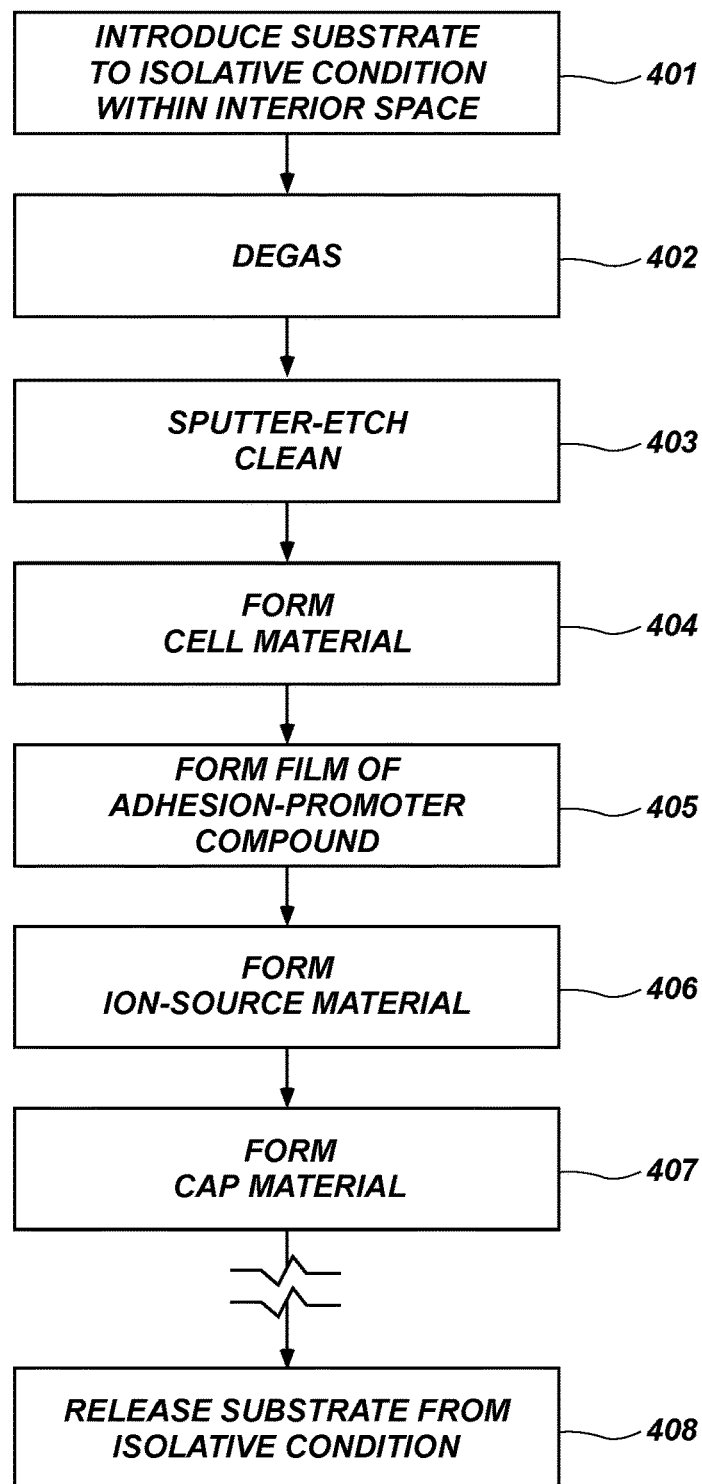 INTRODUCE SUBSTRATE
TO ISOLATIVE CONDITION
WITHIN INTERIOR SPACE
401
DEGAS
402
SPUTTER-ETCH
CLEAN
403
FORM
CELL MATERIAL
404
FORM FILM OF
ADHESION-PROMOTER
COMPOUND
405
FORM
ION-SOURCE MATERIAL
406
FORM
CAP MATERIAL
407
RELEASE SUBSTRATE FROM
ISOLATIVE CONDITION
408